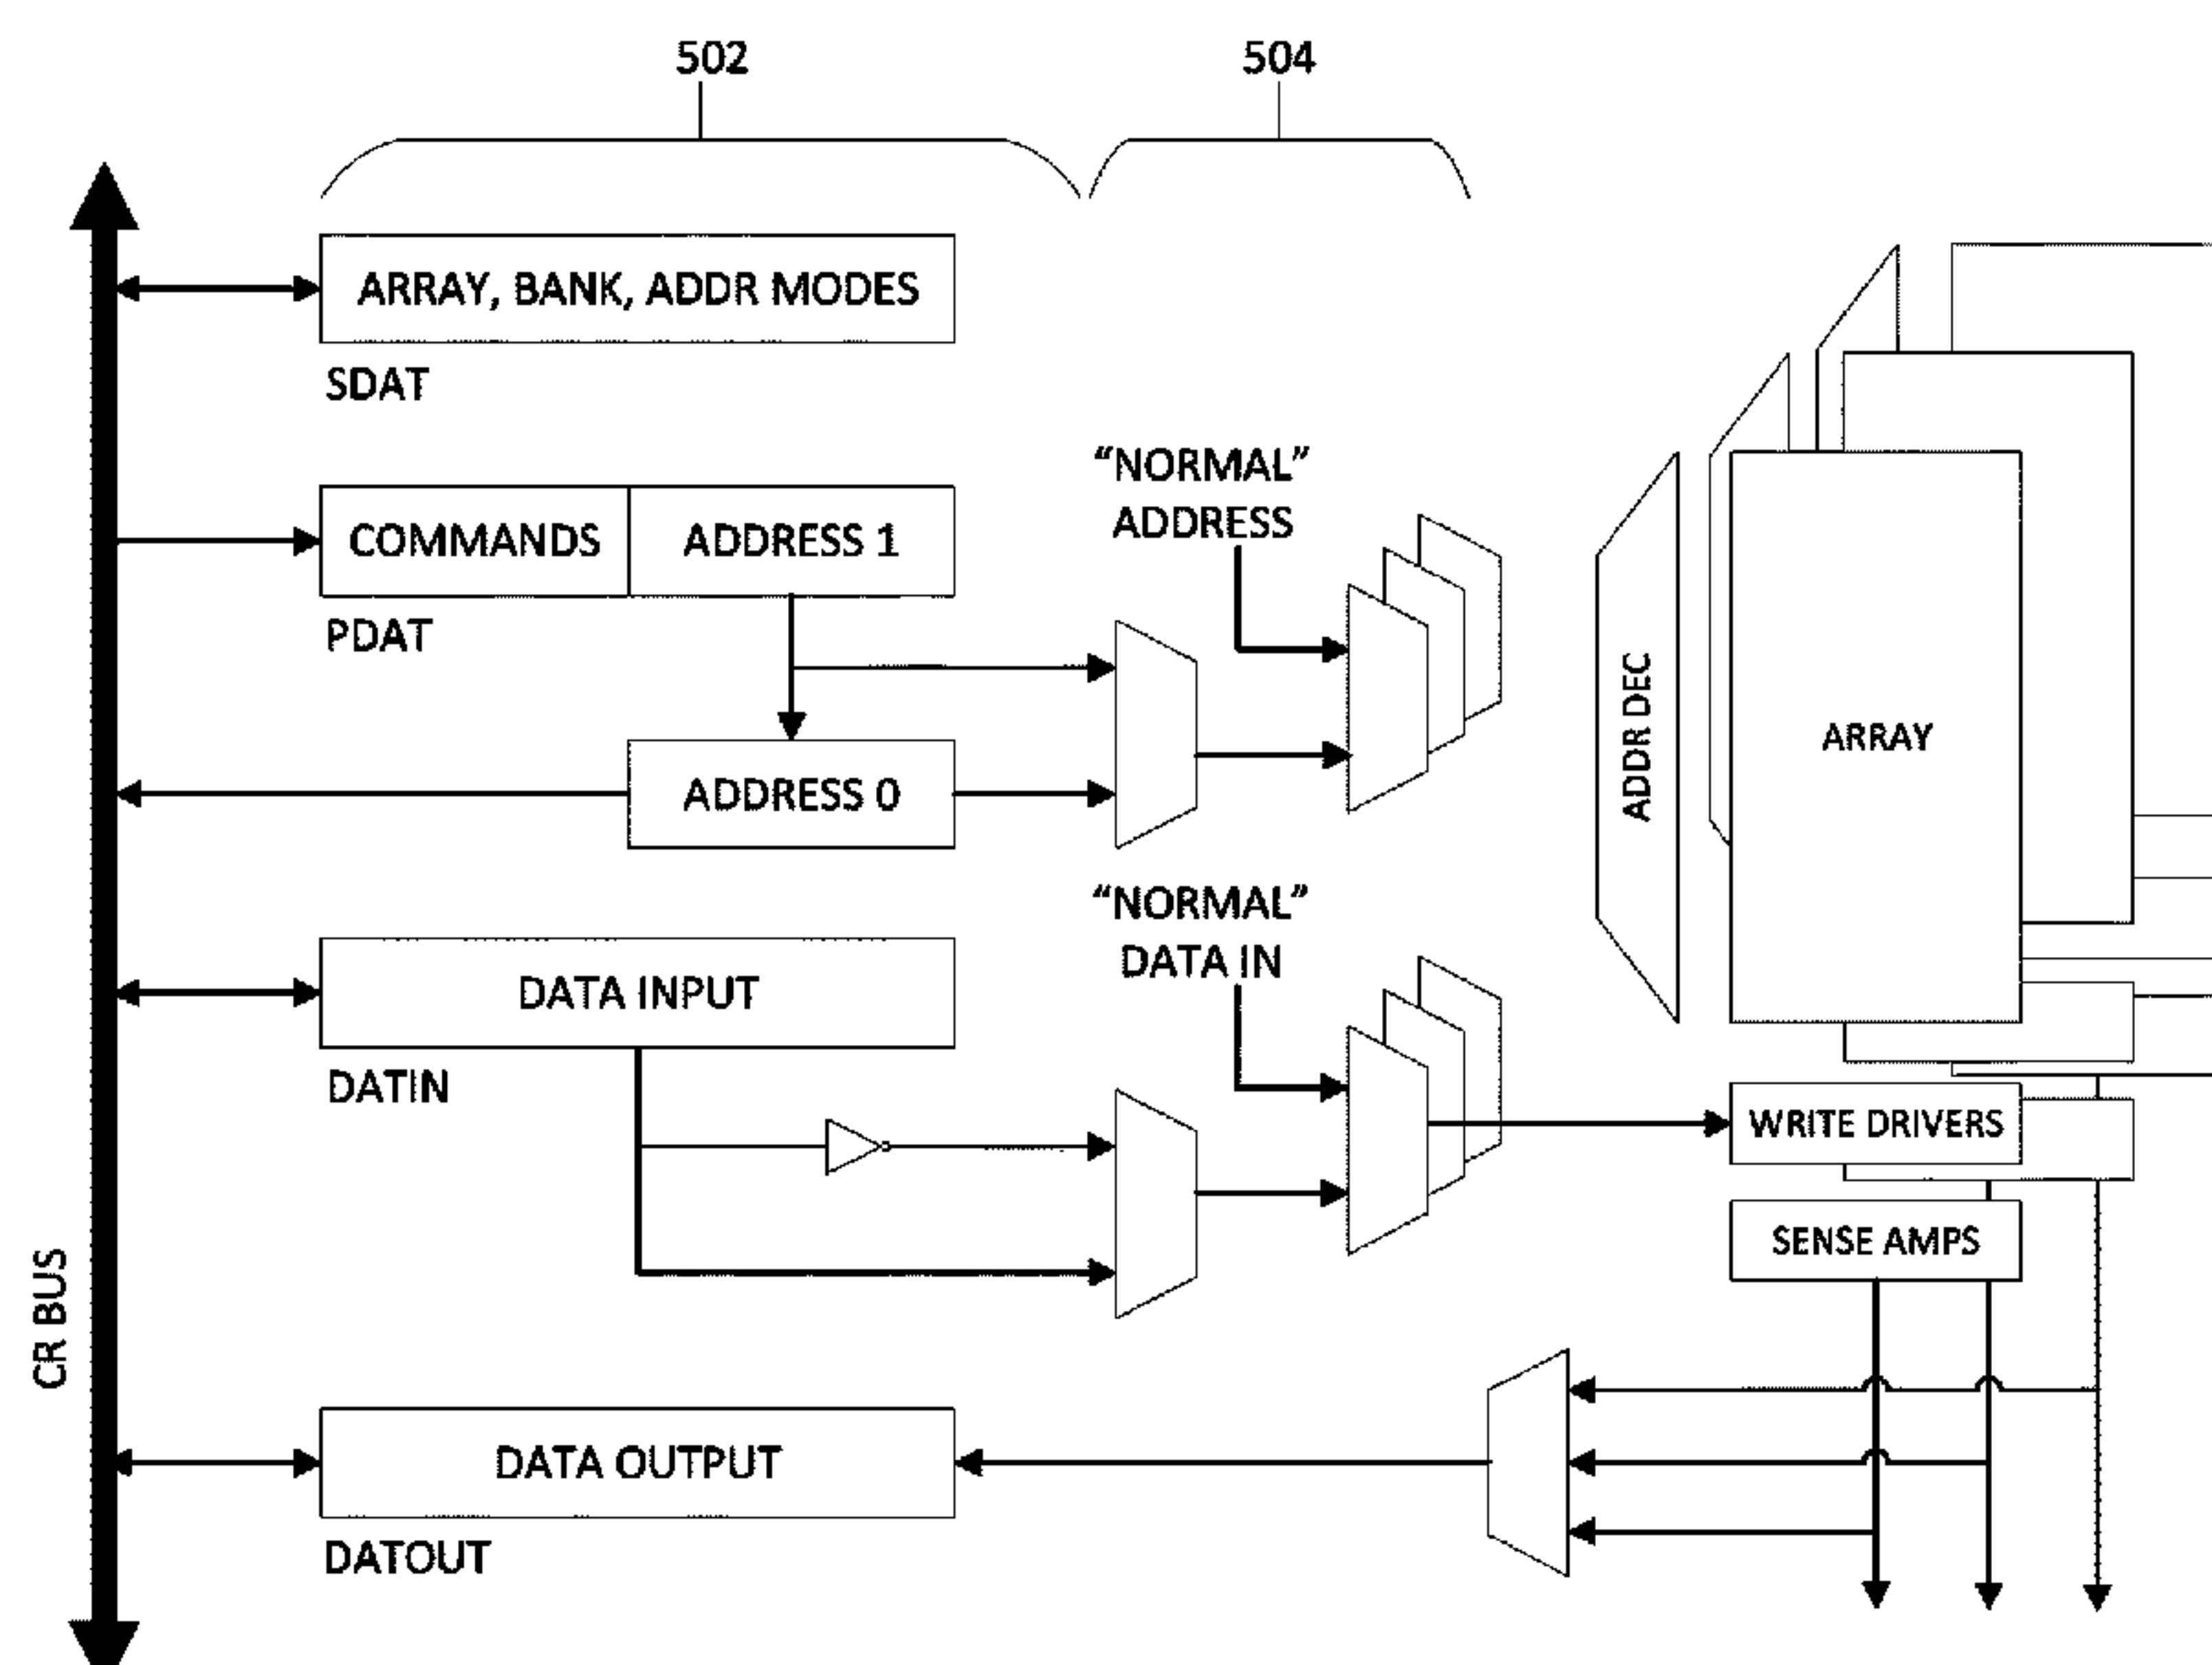 502
504
ARRAY, BANK, ADDR MODES
SDAT
"NORMAL"
ADDRESS
COMMANDS
ADDRESS 1
PDAT
ADDR DEC
ARRAY
ADDRESS 0
"NORMAL"
DATA IN
DATA INPUT
DATIN
WRITE DRIVERS
SENSE AMPS
CR BUS
DATA OUTPUT
DATOUT